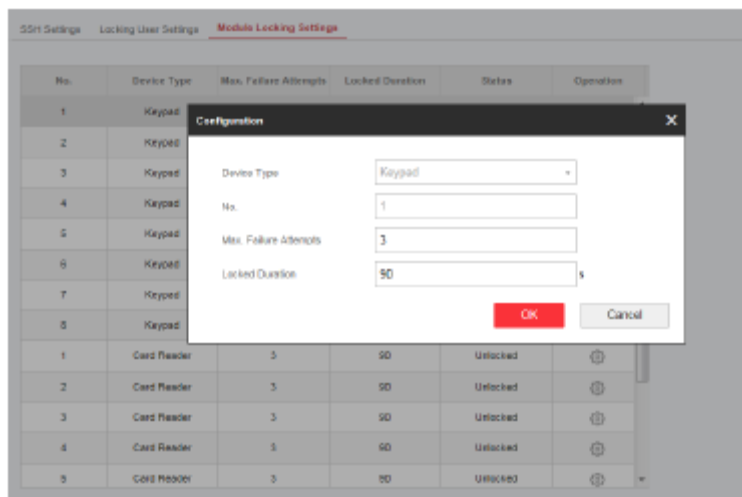 SSH Settings Locking User Settings Module Locking Settings
No. Device Type Max. Failure Attempts Locked Duration Status Operation
1 Keypad
Configuration
2 Keypad
3 Keypad
Device Type Keypad
4 Keypad
No. 1
5 Keypad
Max. Failure Attempts 3
6 Keypad
Locked Duration 90 s
7 Keypad
OK Cancel
8 Keypad
1 Card Reader 3 90 Unlocked
2 Card Reader 3 90 Unlocked
3 Card Reader 3 90 Unlocked
4 Card Reader 3 90 Unlocked
5 Card Reader 3 90 Unlocked